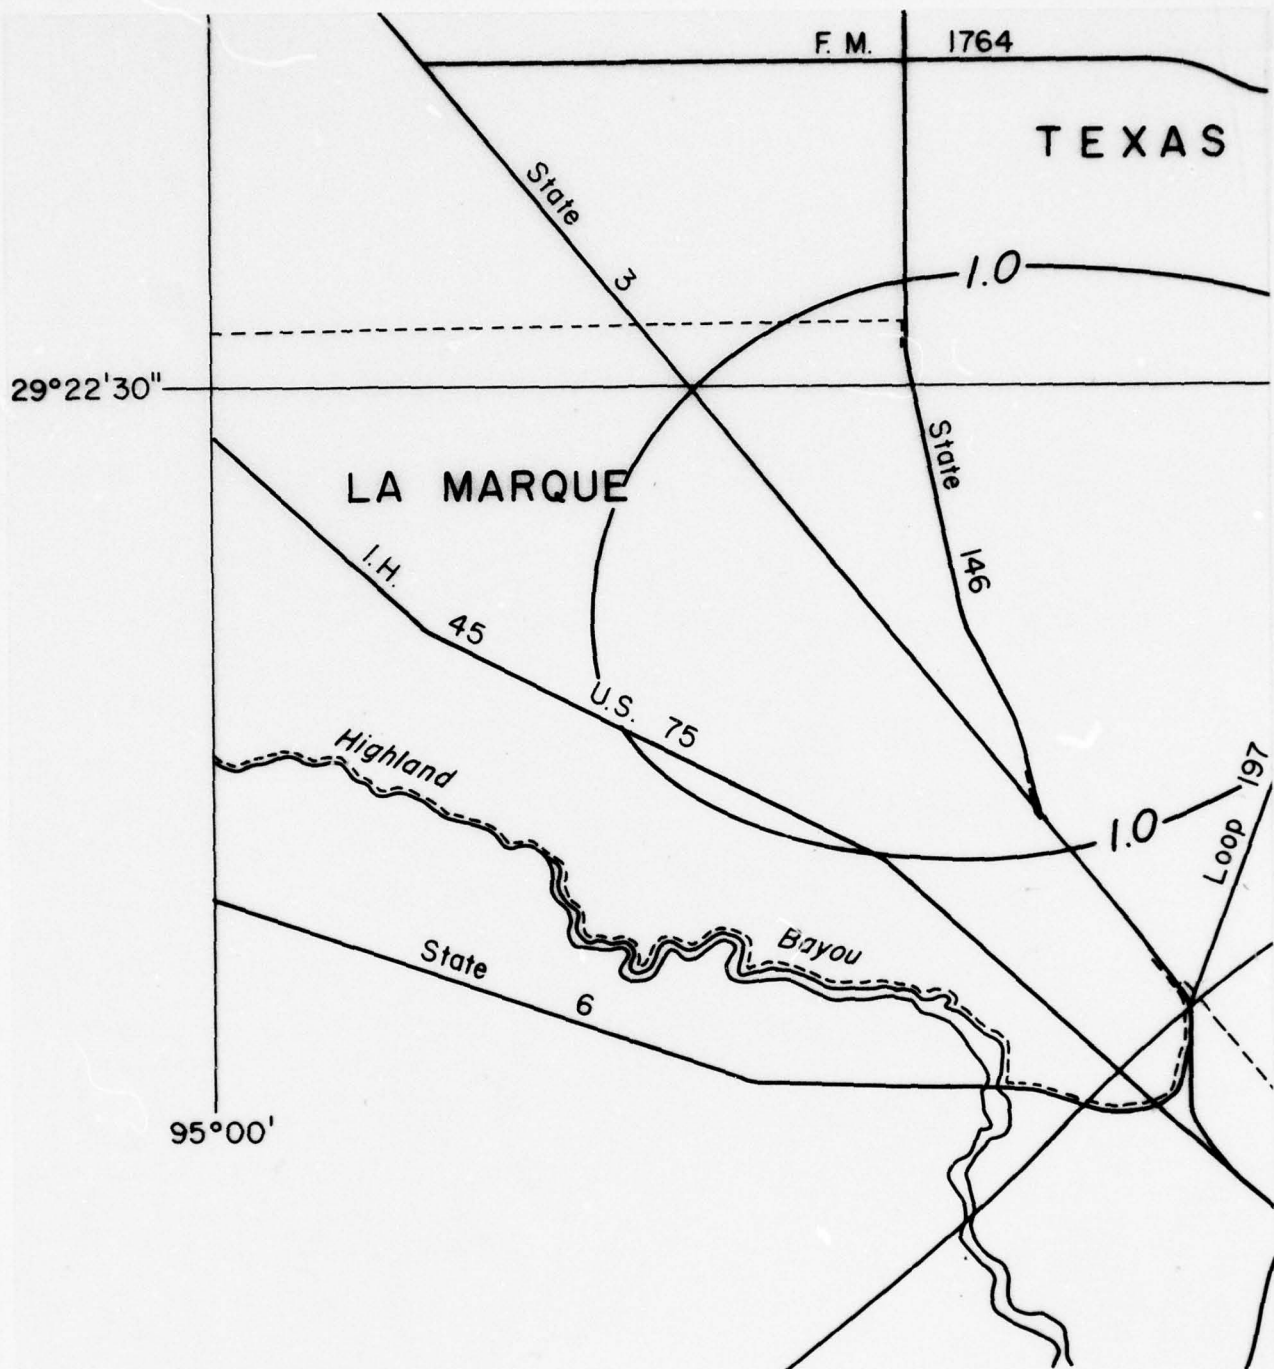 F. M. 1764
TEXAS
State 3
1.0
29°22'30"
State 146
LA MARQUE
I.H. 45
U.S. 75
Highland Bayou
1.0
Loop 197
State 6
95°00'